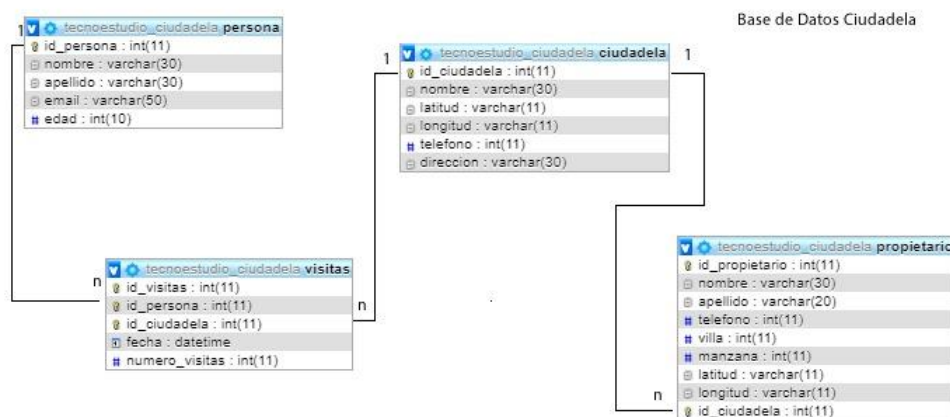 Base de Datos Ciudadela
1
tecnoestudio_ciudadela persona
id_persona : int(11)
nombre : varchar(30)
apellido : varchar(30)
email : varchar(50)
# edad : int(10)
1
tecnoestudio_ciudadela ciudadela
1
id_ciudadela : int(11)
nombre : varchar(30)
latitud : varchar(11)
longitud : varchar(11)
# telefono : int(11)
direccion : varchar(30)
n
tecnoestudio_ciudadela visitas
id_visitas : int(11)
id_persona : int(11)
id_ciudadela : int(11)
fecha : datetime
# numero_visitas : int(11)
n
tecnoestudio_ciudadela propietario
id_propietario : int(11)
nombre : varchar(30)
apellido : varchar(20)
# telefono : int(11)
# villa : int(11)
# manzana : int(11)
latitud : varchar(11)
longitud : varchar(11)
id_ciudadela : int(11)
n